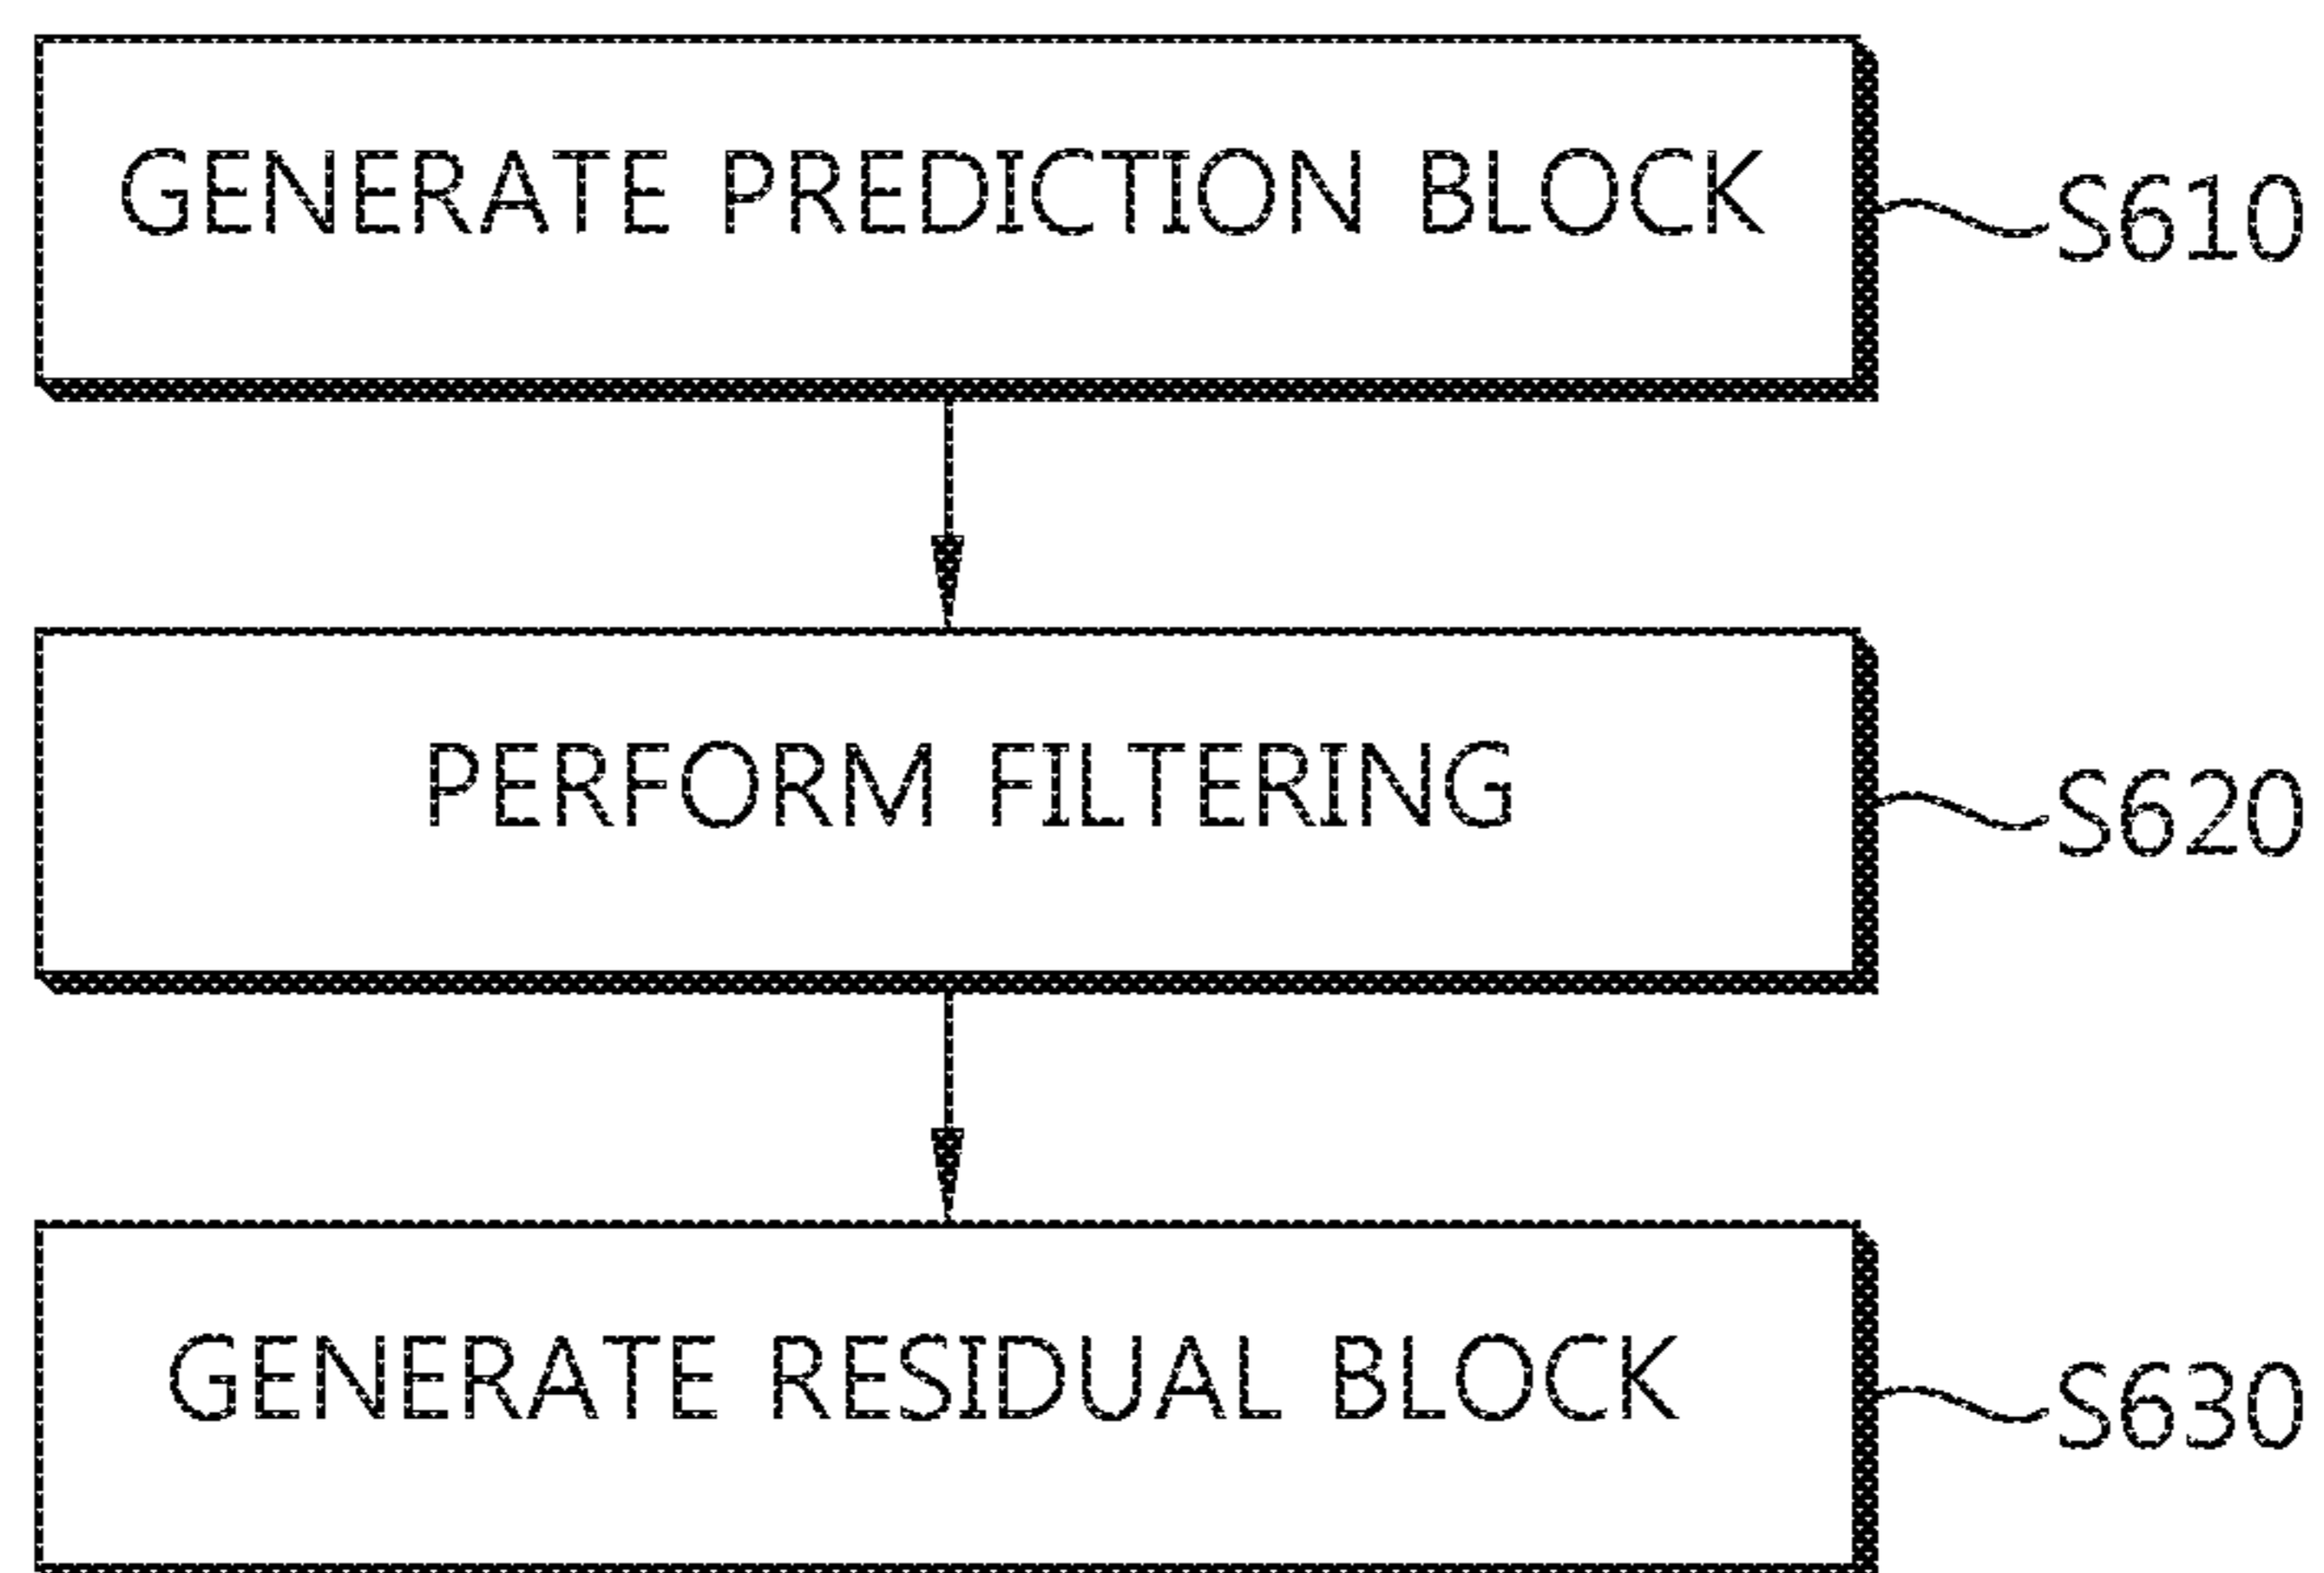 GENERATE PREDICTION BLOCK
S610
PERFORM FILTERING
S620
GENERATE RESIDUAL BLOCK
S630